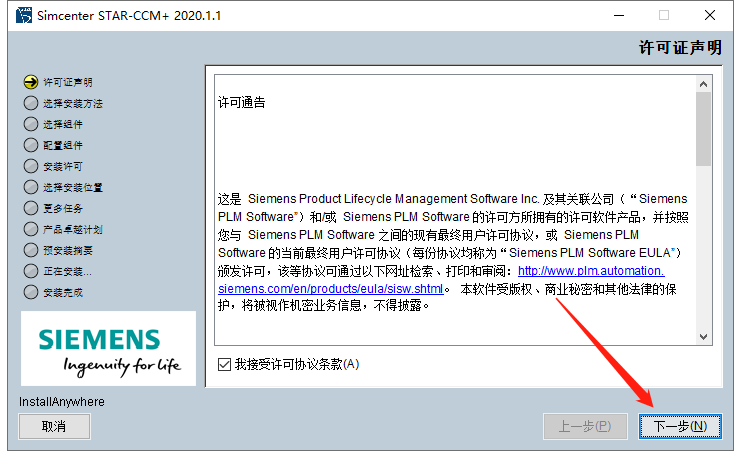 Simcenter STAR-CCM+ 2020.1.1
许可证声明
许可证声明
选择安装方法
选择组件
配置组件
安装许可
选择安装位置
更多任务
产品卓越计划
预安装摘要
正在安装...
安装完成
SIEMENS
Ingenuity for life
许可通告
这是 Siemens Product Lifecycle Management Software Inc. 及其关联公司（“Siemens
PLM Software”）和/或 Siemens PLM Software 的许可方所拥有的许可软件产品，并按照
您与 Siemens PLM Software 之间的现有最终用户许可协议，或 Siemens PLM
Software 的当前最终用户许可协议（每份协议均称为“Siemens PLM Software EULA”）
颁发许可，该等协议可通过以下网址检索、打印和审阅：http://www.plm.automation.
siemens.com/en/products/eula/sisw.shtml。 本软件受版权、商业秘密和其他法律的保
护，将被视作机密业务信息，不得披露。
我接受许可协议条款(A)
InstallAnywhere
取消
上一步(P)
下一步(N)